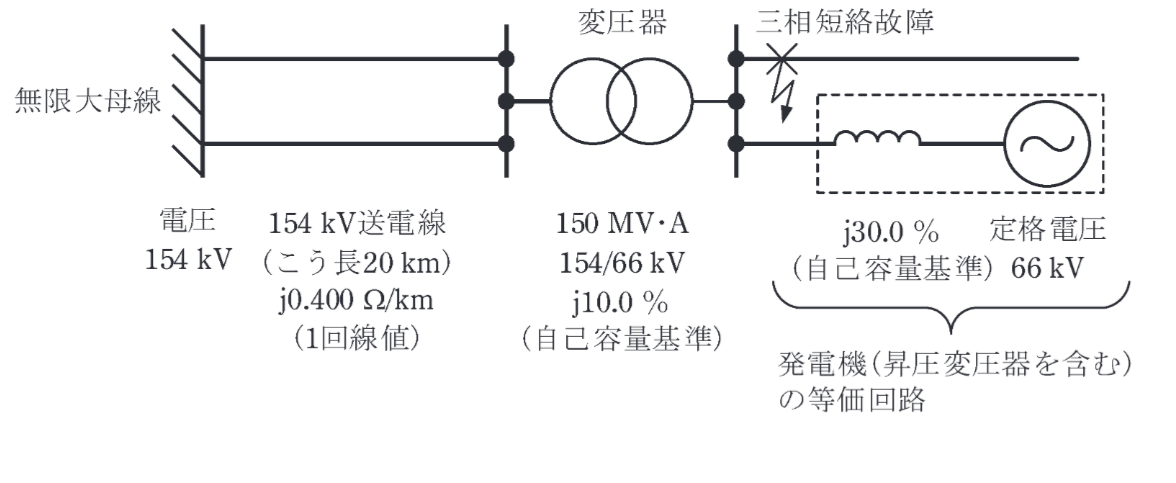 変圧器
三相短絡故障
無限大母線
電圧
154 kV
154 kV送電線
(こう長20 km)
j0.400 Ω/km
(1回線値)
150 MV·A
154/66 kV
j10.0 %
(自己容量基準)
j30.0 %
(自己容量基準)
定格電圧
66 kV
発電機(昇圧変圧器を含む)
の等価回路